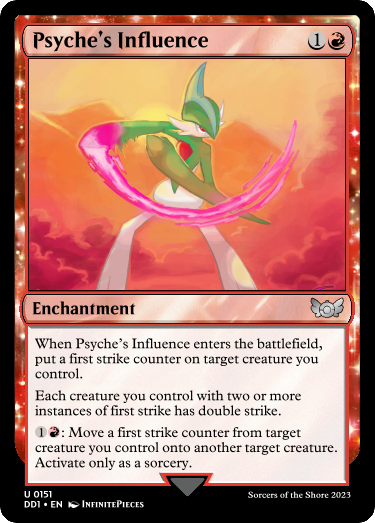 Psyche's Influence 1
Enchantment
When Psyche's Influence enters the battlefield,
put a first strike counter on target creature you
control.
Each creature you control with two or more
instances of first strike has double strike.
1 : Move a first strike counter from target
creature you control onto another target creature.
Activate only as a sorcery.
U 0151
DD1 • EN InfinitePieces
Sorcers of the Shore 2023